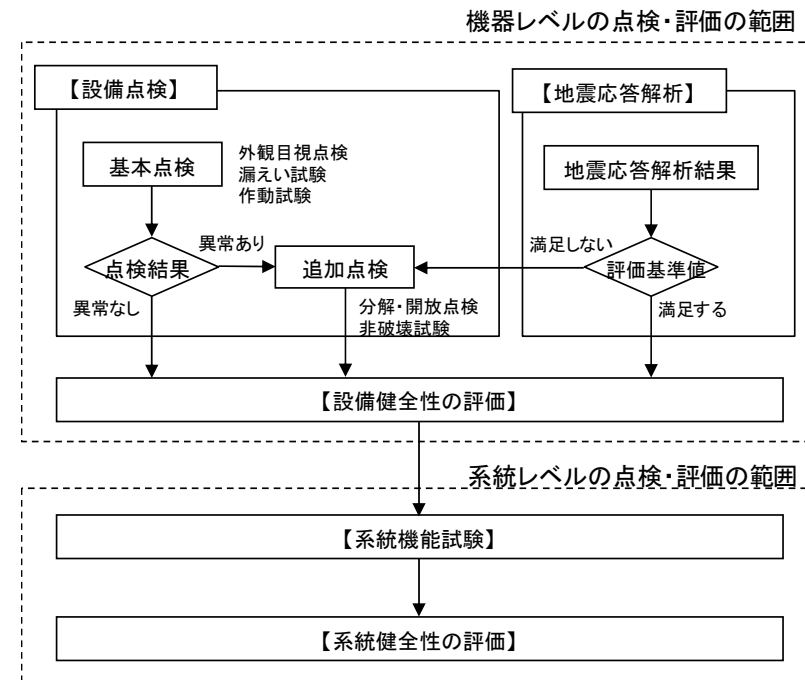 機器レベルの点検・評価の範囲
【設備点検】
【地震応答解析】
基本点検
外観目視点検
漏えい試験
作動試験
地震応答解析結果
異常あり
満足しない
点検結果
追加点検
評価基準値
異常なし
分解・開放点検
非破壊試験
満足する
【設備健全性の評価】
系統レベルの点検・評価の範囲
【系統機能試験】
【系統健全性の評価】